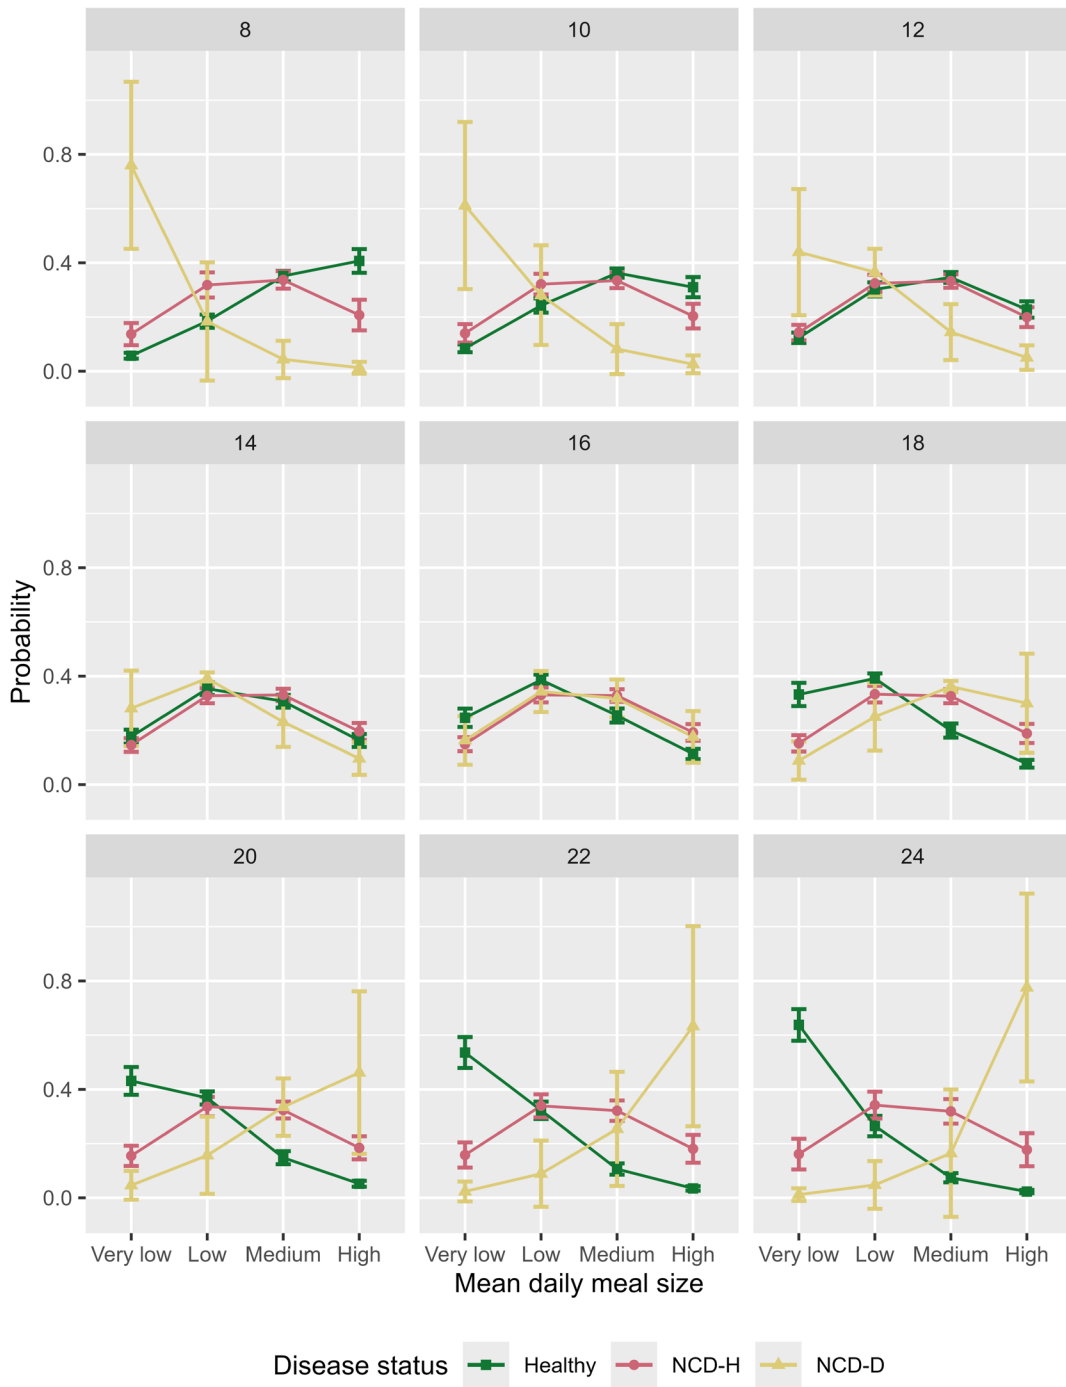 8 10 12
0.8
0.4
0.0
14 16 18
Probability
0.8
0.4
0.0
20 22 24
0.8
0.4
0.0
Very low Low Medium High Very low Low Medium High Very low Low Medium High
Mean daily meal size
Disease status Healthy NCD-H NCD-D